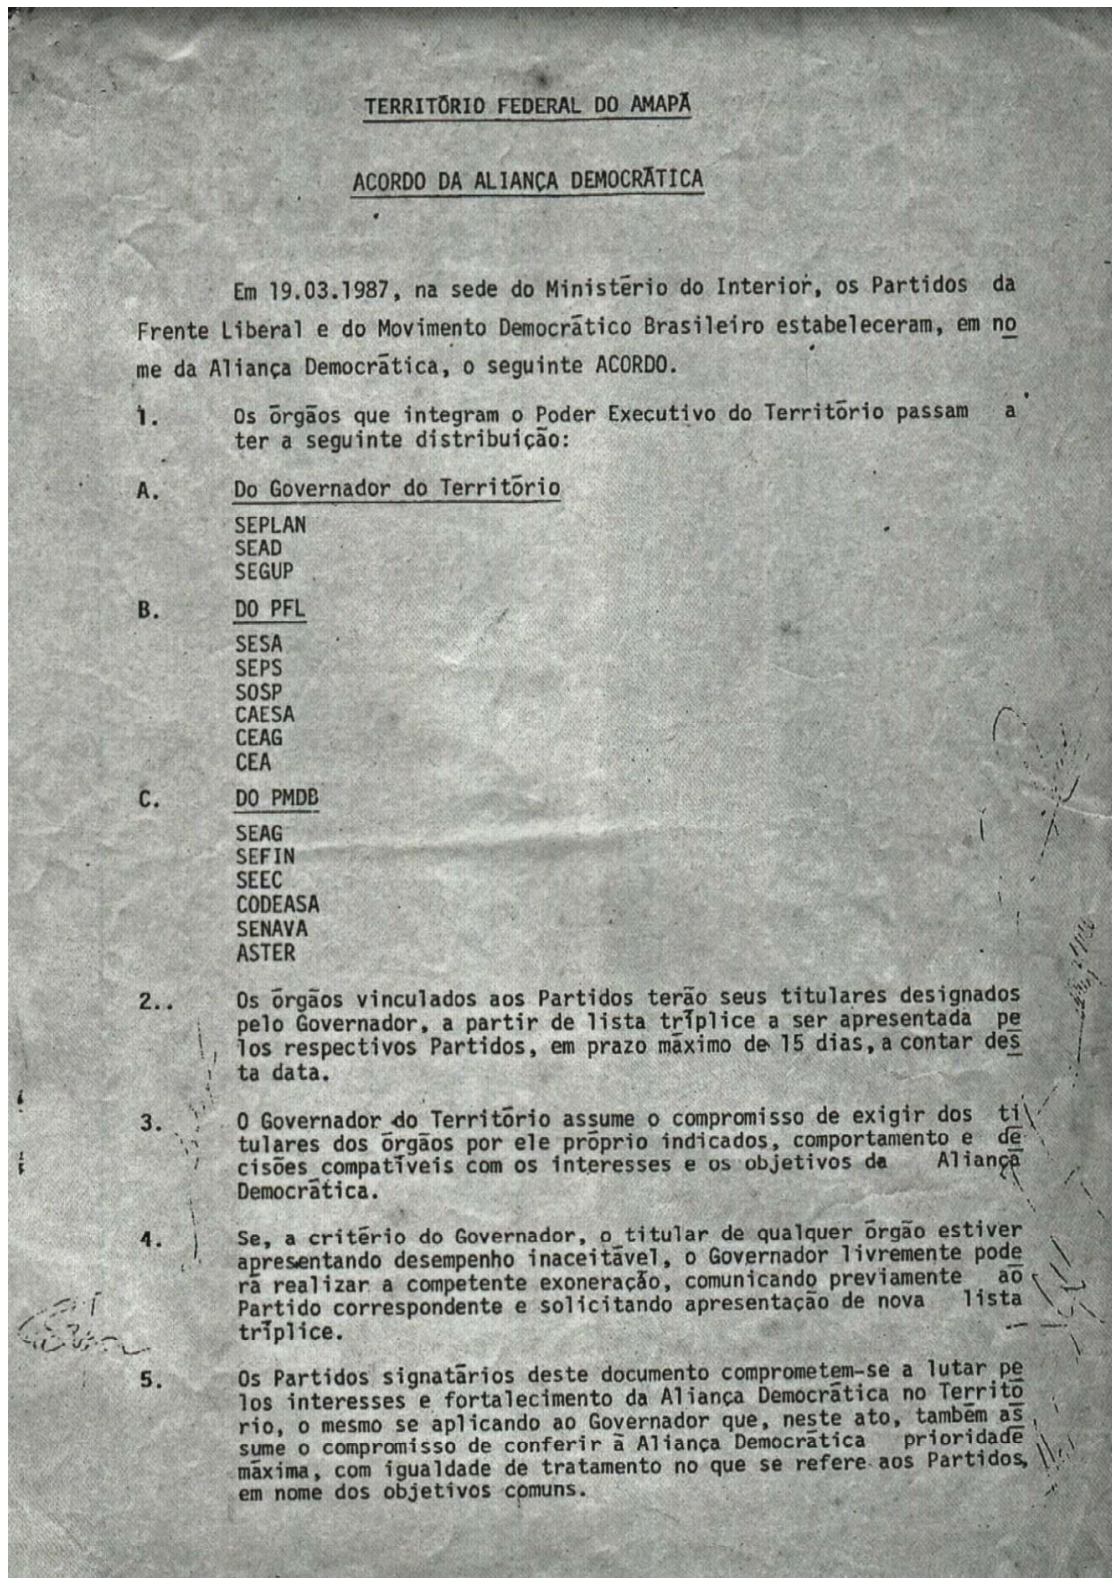 TERRITÓRIO FEDERAL DO AMAPÁ
ACORDO DA ALIANÇA DEMOCRÁTICA
Em 19.03.1987, na sede do Ministério do Interior, os Partidos da
Frente Liberal e do Movimento Democrático Brasileiro estabeleceram, em no
me da Aliança Democrática, o seguinte ACORDO.
1. Os órgãos que integram o Poder Executivo do Território passam a
ter a seguinte distribuição:
A. Do Governador do Território
SEPLAN
SEAD
SEGUP
B. DO PFL
SESA
SEPS
SOSP
CAESA
CEAG
CEA
C. DO PMDB
SEAG
SEFIN
SEEC
CODEASA
SENAVA
ASTER
2.. Os órgãos vinculados aos Partidos terão seus titulares designados
pelo Governador, a partir de lista tríplice a ser apresentada pe
los respectivos Partidos, em prazo máximo de 15 dias, a contar des
ta data.
3. O Governador do Território assume o compromisso de exigir dos ti
tulares dos órgãos por ele próprio indicados, comportamento e de
cisões compatíveis com os interesses e os objetivos da Aliança
Democrática.
4. Se, a critério do Governador, o titular de qualquer órgão estiver
apresentando desempenho inaceitável, o Governador livremente pode
rá realizar a competente exoneração, comunicando previamente ao
Partido correspondente e solicitando apresentação de nova lista
tríplice.
5. Os Partidos signatários deste documento comprometem-se a lutar pe
los interesses e fortalecimento da Aliança Democrática no Territó
rio, o mesmo se aplicando ao Governador que, neste ato, também as
sume o compromisso de conferir à Aliança Democrática prioridade
máxima, com igualdade de tratamento no que se refere aos Partidos,
em nome dos objetivos comuns.